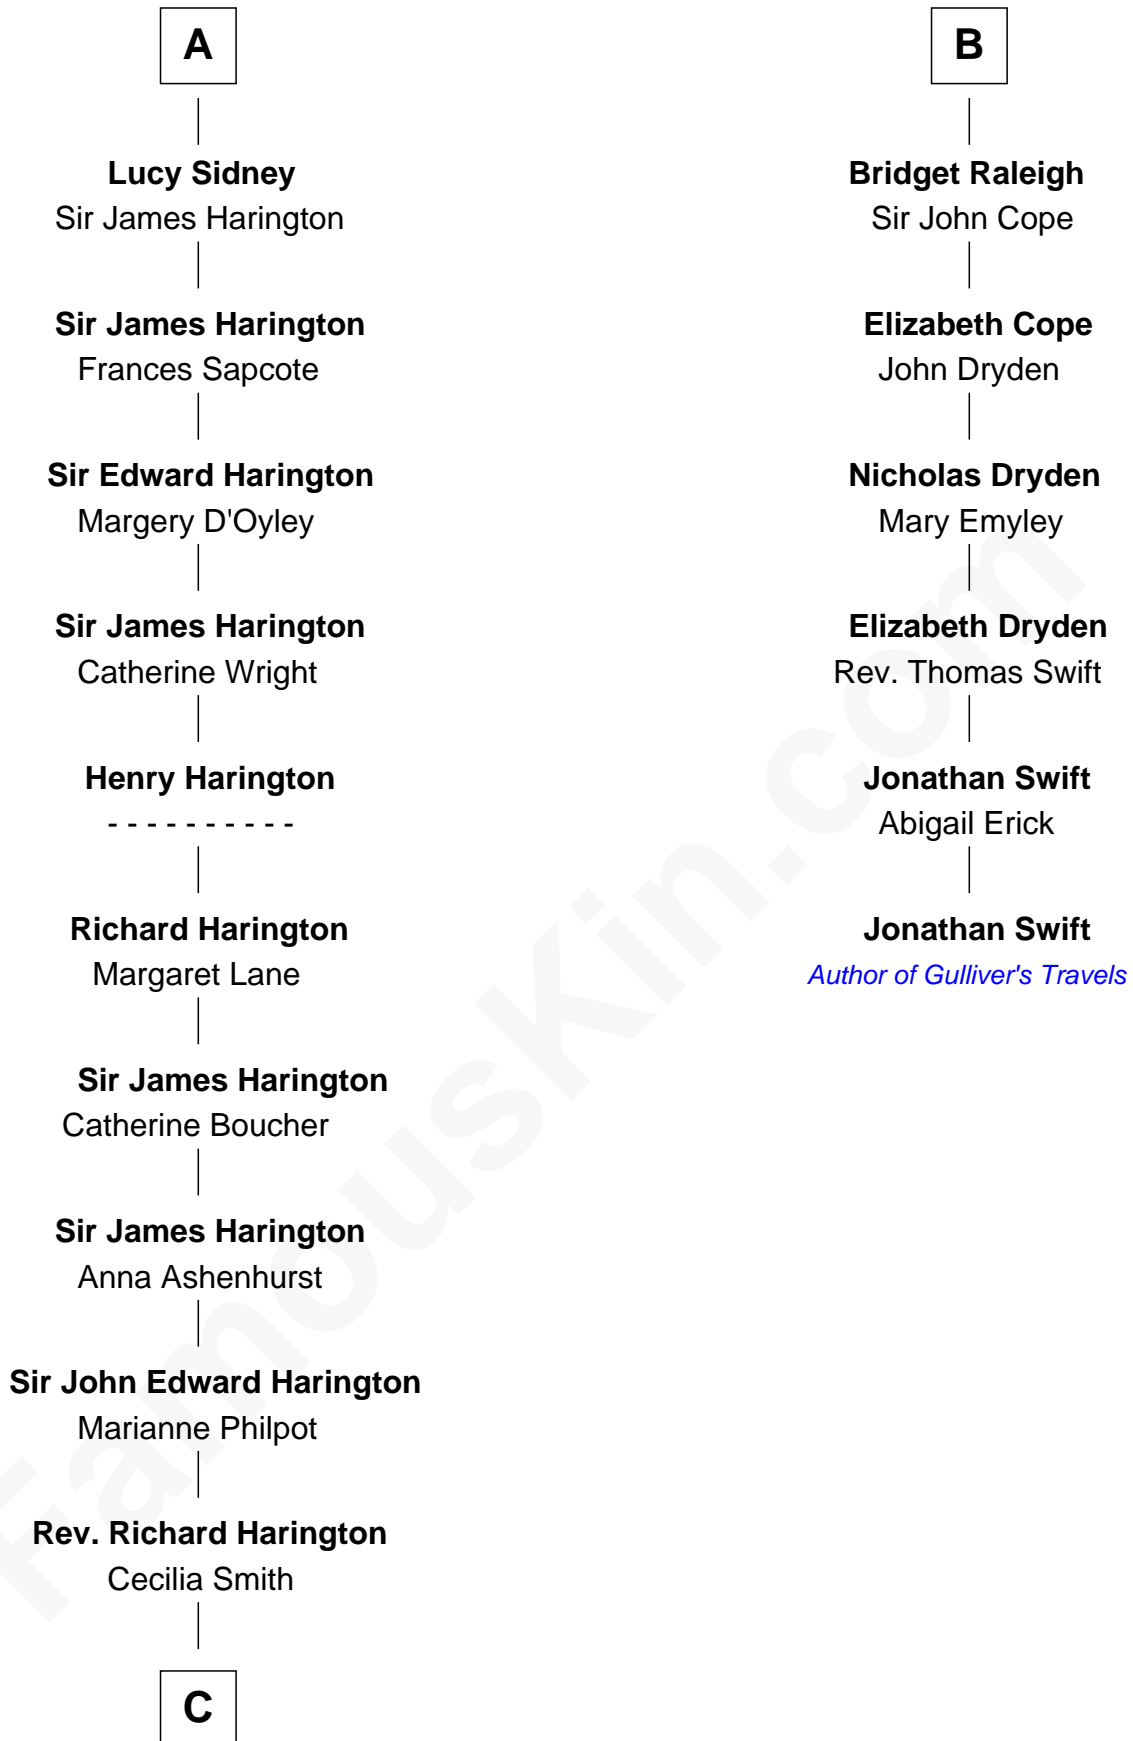 A
Lucy Sidney
Sir James Harington
Sir James Harington
Frances Sapcote
Sir Edward Harington
Margery D'Oyley
Sir James Harington
Catherine Wright
Henry Harington
- - - - - - - - - -
Richard Harington
Margaret Lane
Sir James Harington
Catherine Boucher
Sir James Harington
Anna Ashenhurst
Sir John Edward Harington
Marianne Philpot
Rev. Richard Harington
Cecilia Smith
C
B
Bridget Raleigh
Sir John Cope
Elizabeth Cope
John Dryden
Nicholas Dryden
Mary Emyley
Elizabeth Dryden
Rev. Thomas Swift
Jonathan Swift
Abigail Erick
Jonathan Swift
Author of Gulliver's Travels
FamousKin.com